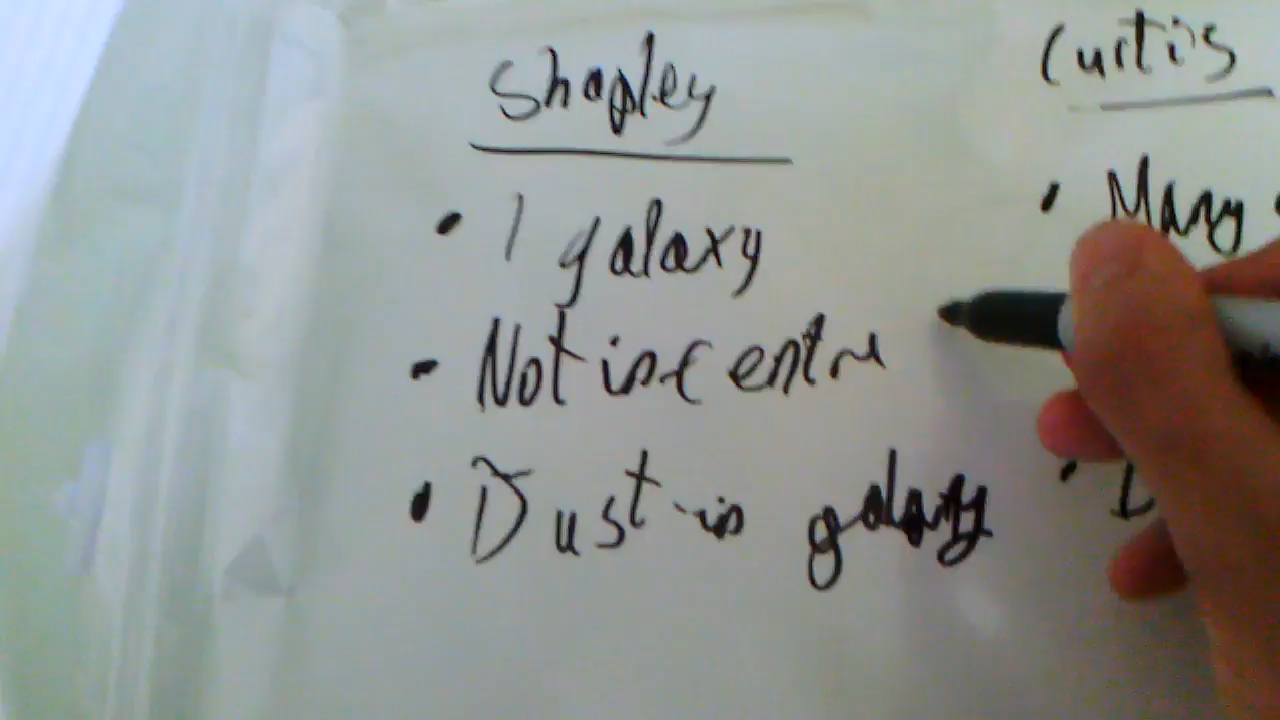 Shapley
• 1 galaxy
- Not in centre
• Dust in galaxy
Curtis
• Many
•